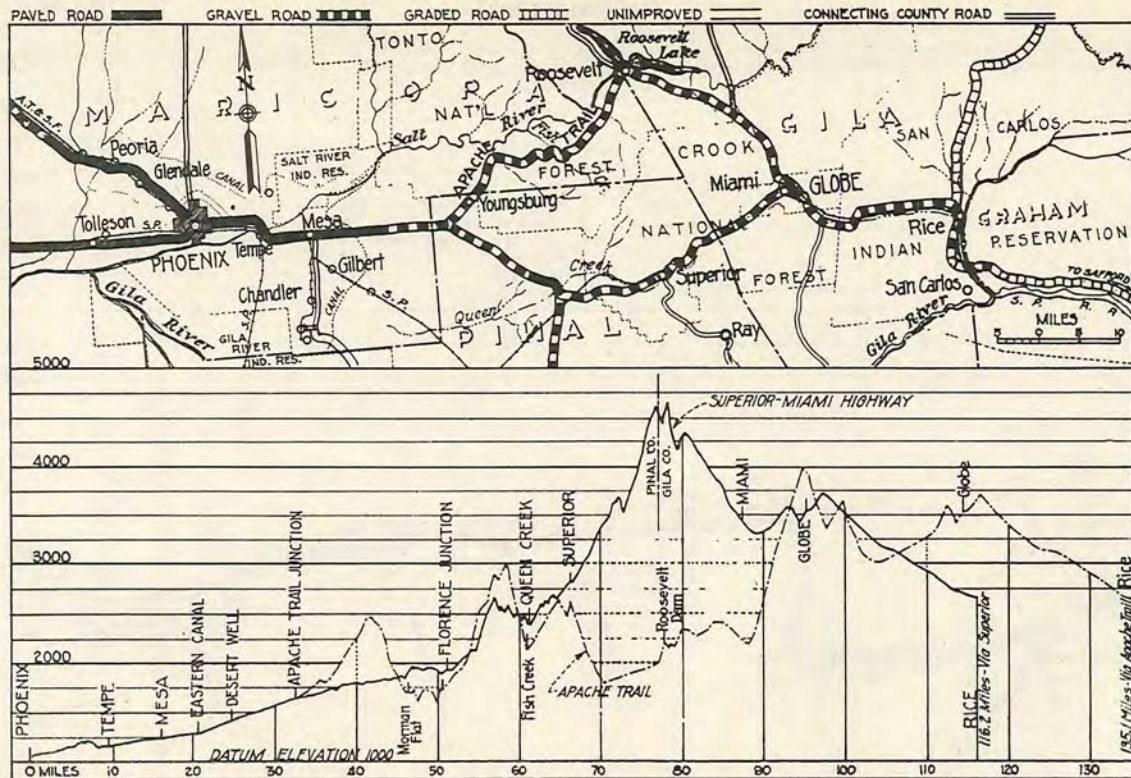 PAVED ROAD GRAVEL ROAD GRADED ROAD UNIMPROVED CONNECTING COUNTY ROAD
TONTO
Roosevelt
Lake
Roosevelt
N
A.T.&S.F.
MARICOPA
NAT'L
River
Salt
Fish
APACHE TRAIL
GILA
SAN CARLOS
Peoria
Glendale
CANAL
SALT RIVER
IND. RES.
FOREST
CROOK
Miami
GLOBE
Youngsburg
Tolleson
S.P.
Mesa
NATIONAL
Rice
GRAHAM
RESERVATION
PHOENIX
Tempe
INDIAN
Gilbert
Creek
Superior
FOREST
TO SAFFORD
San Carlos
Chandler
CANAL
S.P.
Queen
S. P. R. R.
Gila
River
GILA
RIVER
IND. RES.
S.P.
PINAL
Ray
Gila River
MILES
5 0 5 10
5000
SUPERIOR-MIAMI HIGHWAY
4000
PINAL CO.
GILA CO.
MIAMI
Globe
3000
APACHE TRAIL JUNCTION
FLORENCE JUNCTION
QUEEN CREEK
SUPERIOR
GLOBE
Roosevelt
Dam
2000
PHOENIX
TEMPE
MESA
EASTERN CANAL
DESERT WELL
Morman
Flat
Fish Creek
APACHE TRAIL
RICE
116.2 Miles-Via Superior
Rice
135.1 Miles-Via Apache Trail
DATUM ELEVATION 1000
0 MILES 10 20 30 40 50 60 70 80 90 100 110 120 130